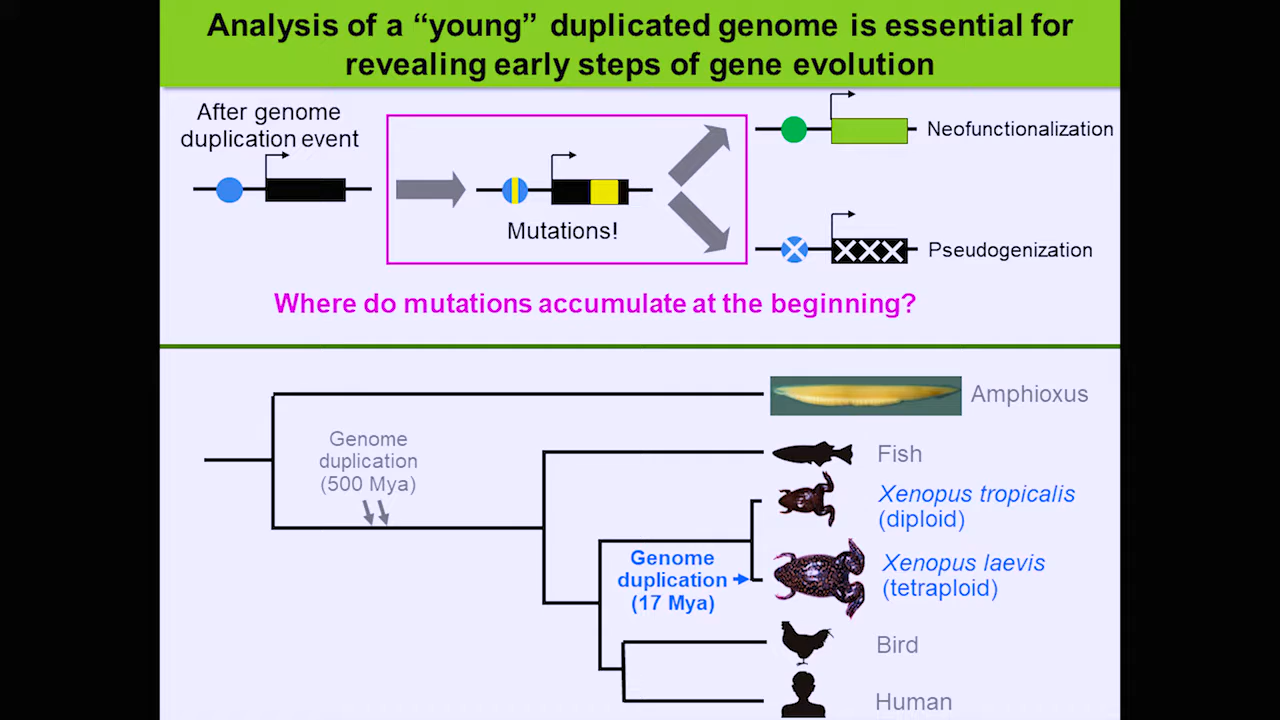 Analysis of a “young” duplicated genome is essential for
revealing early steps of gene evolution
After genome
duplication event
Mutations!
Neofunctionalization
Pseudogenization
Where do mutations accumulate at the beginning?
Amphioxus
Genome
duplication
(500 Mya)
Fish
Xenopus tropicalis
(diploid)
Genome
duplication
(17 Mya)
Xenopus laevis
(tetraploid)
Bird
Human